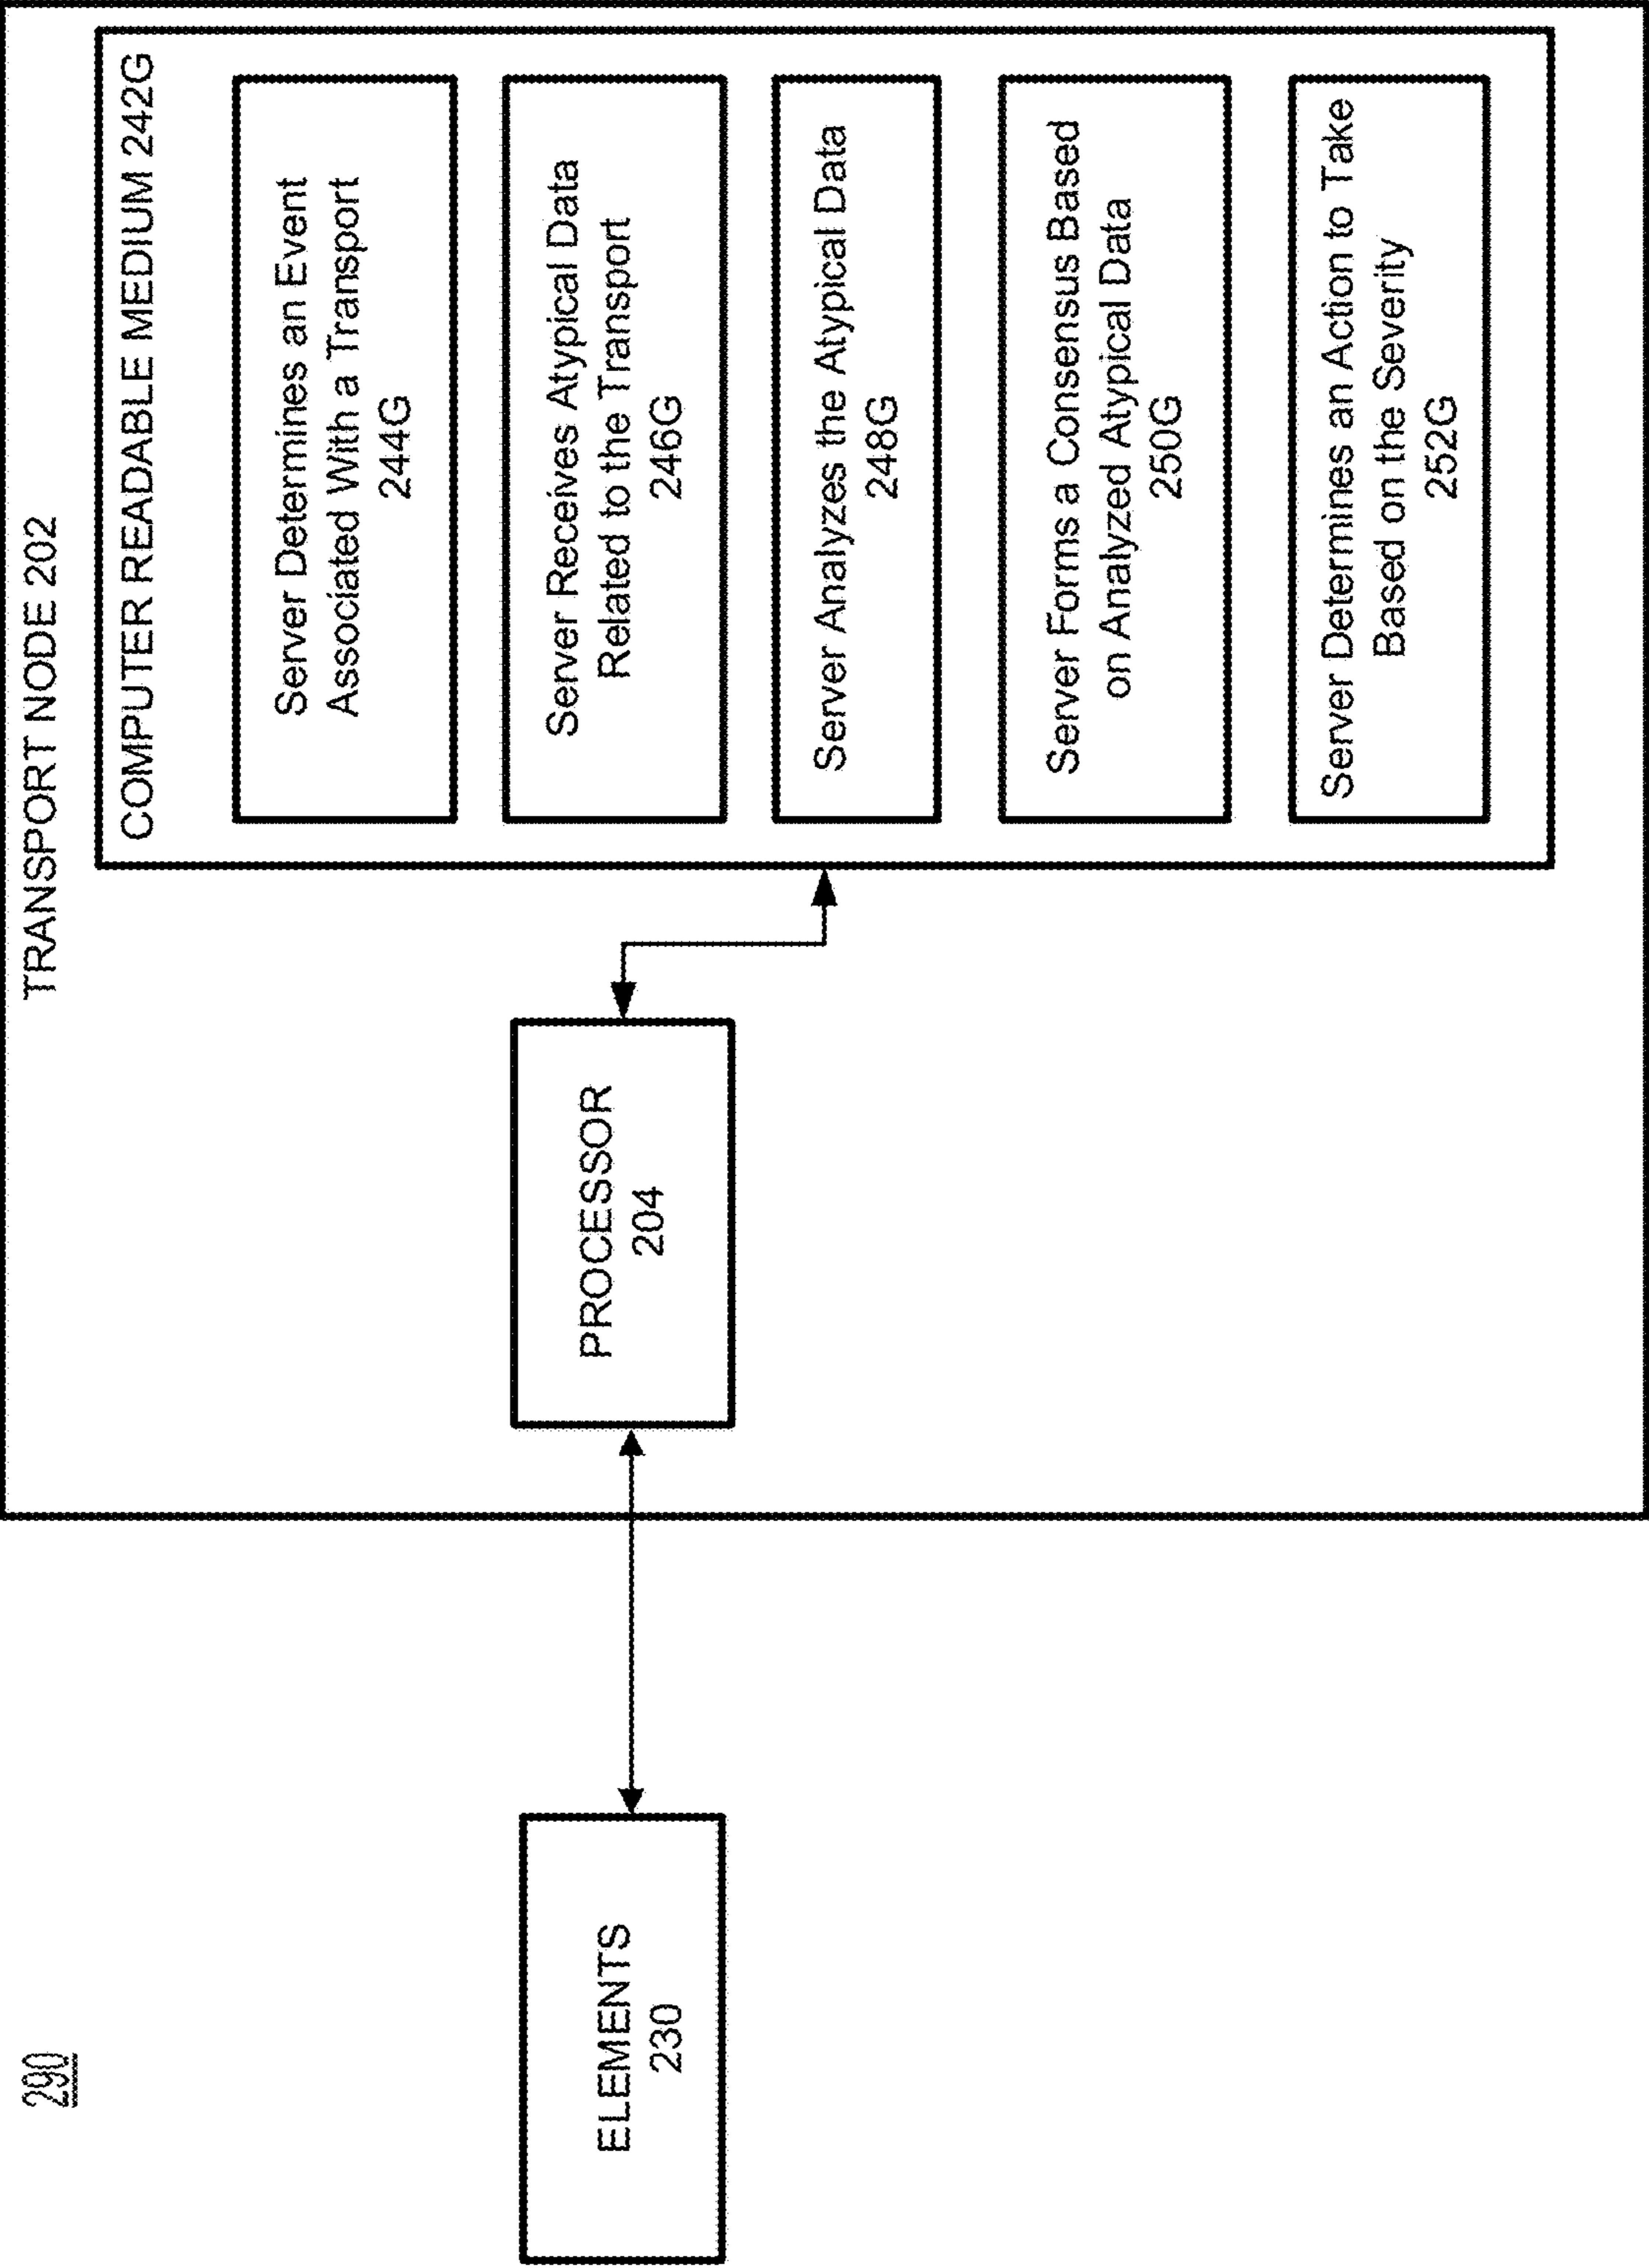 290
TRANSPORT NODE 202
COMPUTER READABLE MEDIUM 242G
Server Determines an Event
Associated With a Transport
244G
Server Receives Atypical Data
Related to the Transport
246G
Server Analyzes the Atypical Data
248G
Server Forms a Consensus Based
on Analyzed Atypical Data
250G
Server Determines an Action to Take
Based on the Severity
252G
PROCESSOR
204
ELEMENTS
230